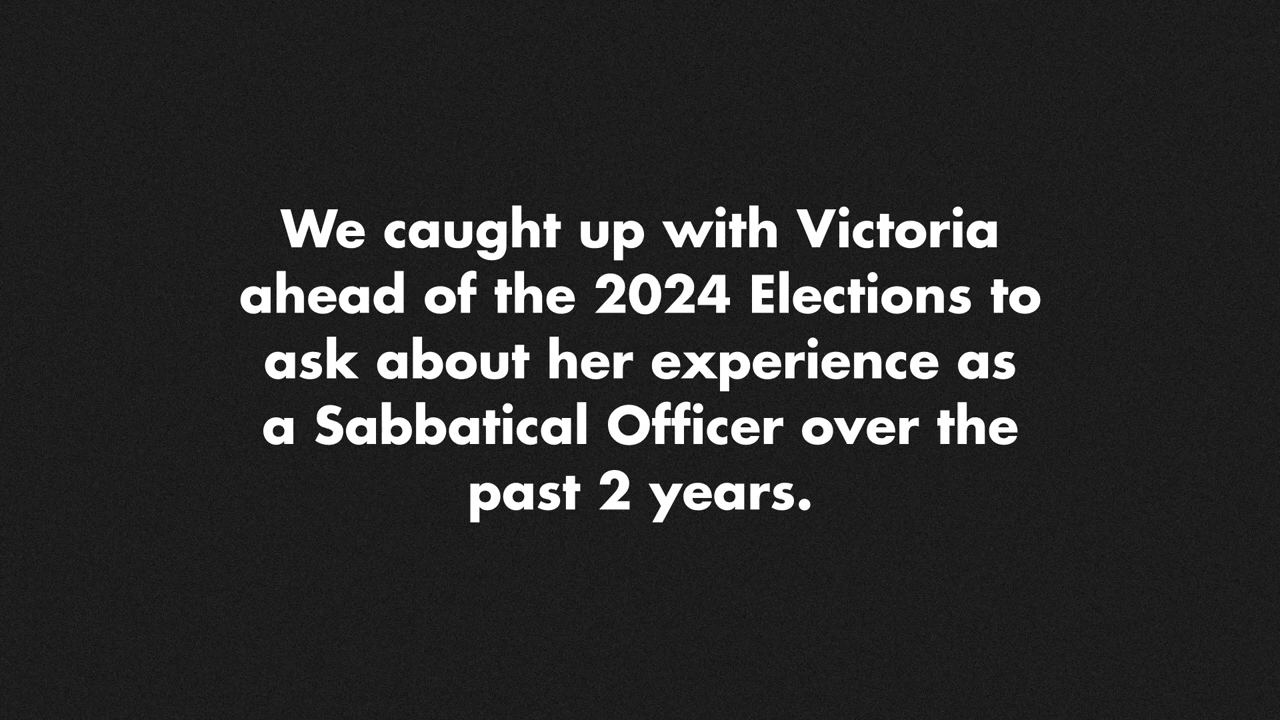 We caught up with Victoria
ahead of the 2024 Elections to
ask about her experience as
a Sabbatical Officer over the
past 2 years.